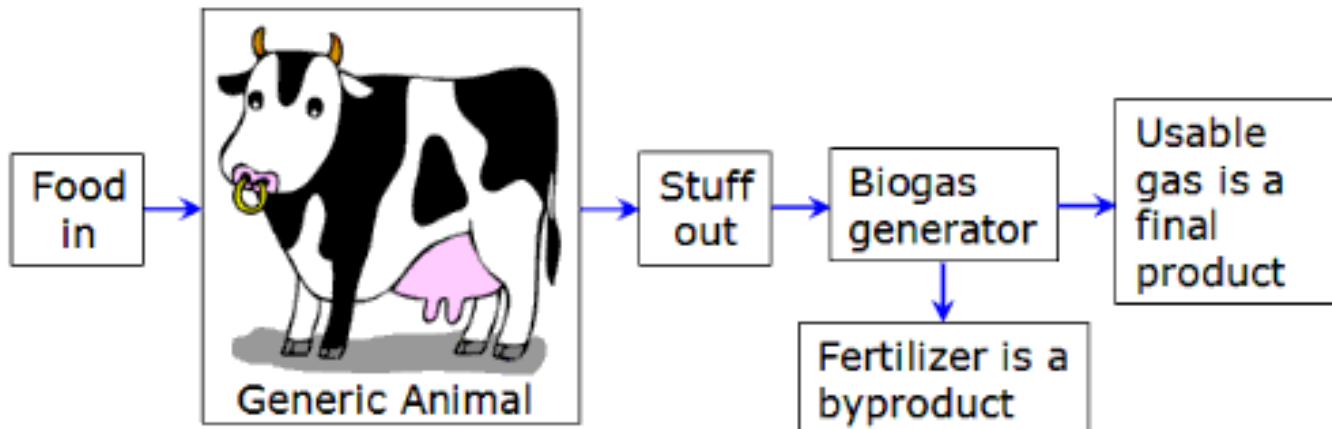 Food
in
Generic Animal
Stuff
out
Biogas
generator
Usable
gas is a
final
product
Fertilizer is a
byproduct